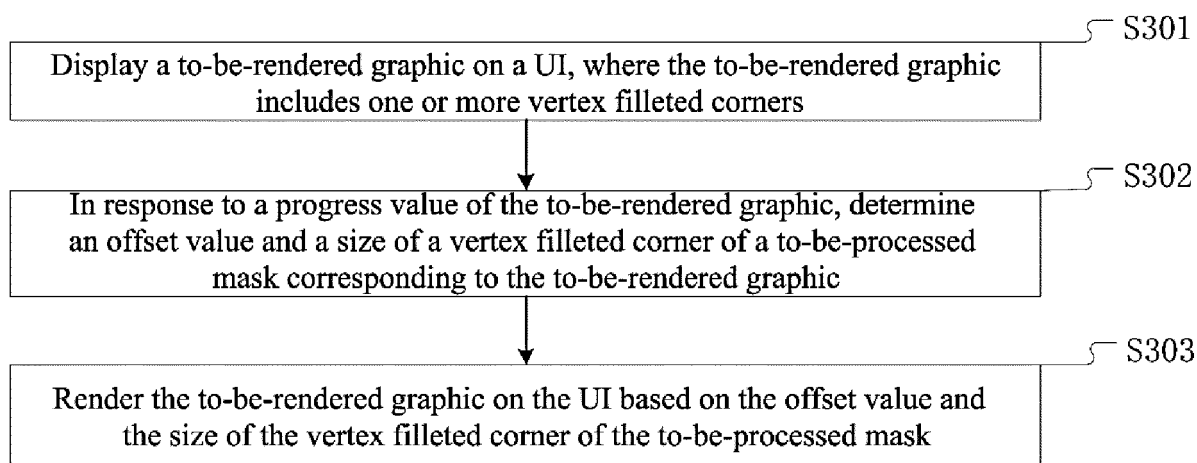 S301
Display a to-be-rendered graphic on a UI, where the to-be-rendered graphic
includes one or more vertex filleted corners
S302
In response to a progress value of the to-be-rendered graphic, determine
an offset value and a size of a vertex filleted corner of a to-be-processed
mask corresponding to the to-be-rendered graphic
S303
Render the to-be-rendered graphic on the UI based on the offset value and
the size of the vertex filleted corner of the to-be-processed mask